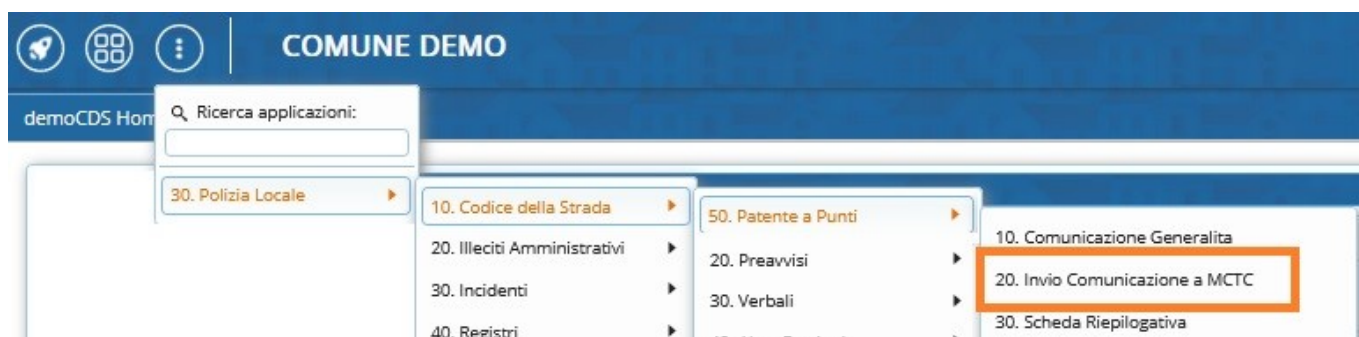 COMUNE DEMO
demoCDS Hom
Ricerca applicazioni:
30. Polizia Locale
10. Codice della Strada
20. Illeciti Amministrativi
30. Incidenti
40. Registri
50. Patente a Punti
20. Preavvisi
30. Verbali
10. Comunicazione Generalita
20. Invio Comunicazione a MCTC
30. Scheda Riepilogativa